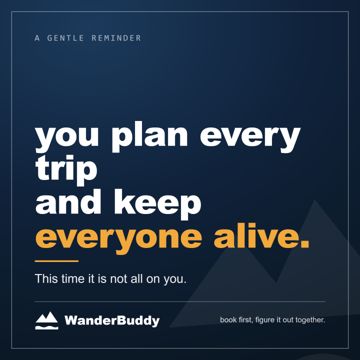 A GENTLE REMINDER
you plan every
trip
and keep
everyone alive.
This time it is not all on you.
WanderBuddy
book first, figure it out together.